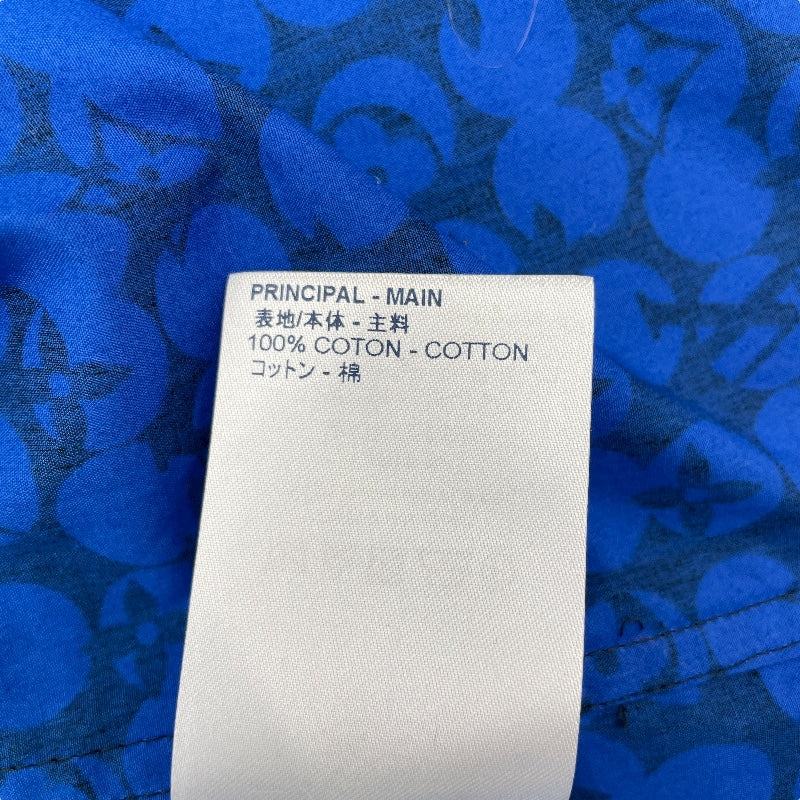 PRINCIPAL - MAIN
表地/本体 - 主料
100% COTON - COTTON
コットン - 棉